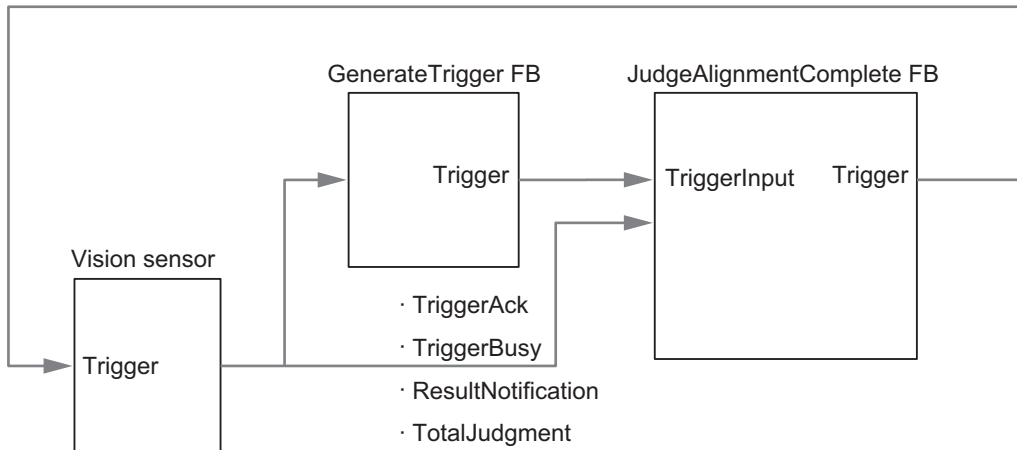 GenerateTrigger FB
JudgeAlignmentComplete FB
Trigger
TriggerInput
Trigger
Vision sensor
Trigger
· TriggerAck
· TriggerBusy
· ResultNotification
· TotalJudgment